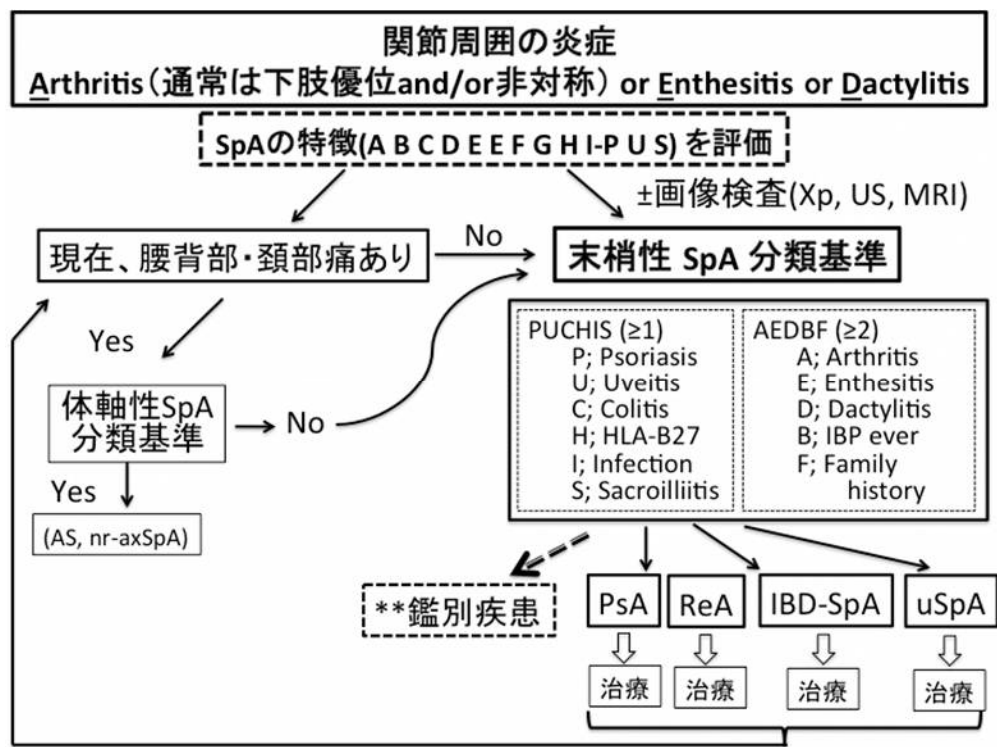 関節周囲の炎症
Arthritis(通常は下肢優位and/or非対称) or Enthesitis or Dactylitis
SpAの特徴(A B C D E E F G H I-P U S) を評価
±画像検査(Xp, US, MRI)
現在、腰背部・頚部痛あり
No
末梢性 SpA 分類基準
Yes
体軸性SpA
分類基準
No
Yes
(AS, nr-axSpA)
PUCHIS (≥1)
P; Psoriasis
U; Uveitis
C; Colitis
H; HLA-B27
I; Infection
S; Sacroilliitis
AEDBF (≥2)
A; Arthritis
E; Enthesitis
D; Dactylitis
B; IBP ever
F; Family
history
**鑑別疾患
PsA
ReA
IBD-SpA
uSpA
治療
治療
治療
治療